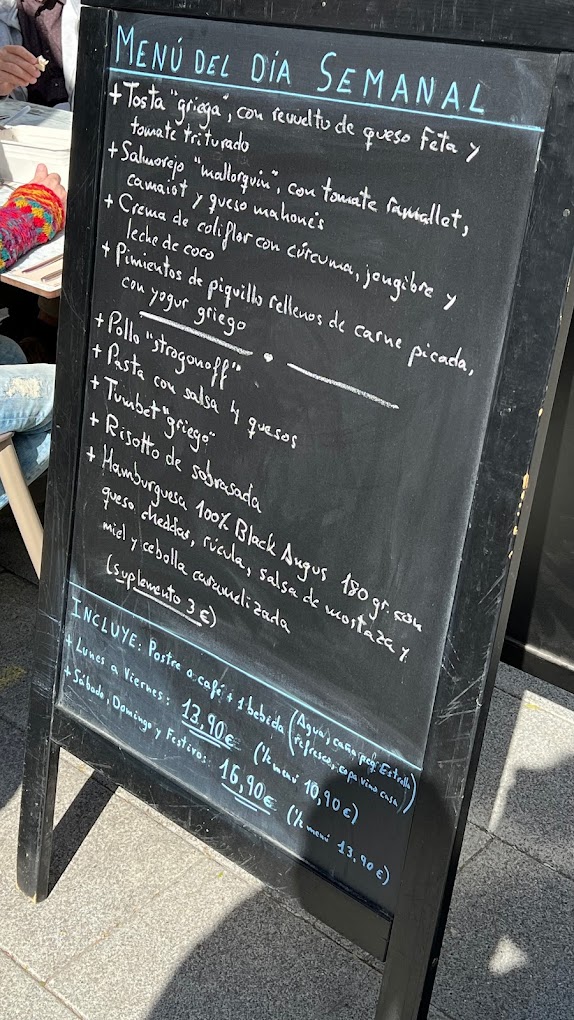 MENÚ DEL DÍA SEMANAL
+ Tosta "griega", con revuelto de queso Feta y
tomate triturado
+ Salmorejo "mallorquín", con tomate ramallet,
camaiot y queso mahonés
+ Crema de coliflor con cúrcuma, jengibre y
leche de coco
+ Pimientos de piquillo rellenos de carne picada,
con yogur griego
+ Pollo "strogonoff"
+ Pasta con salsa 4 quesos
+ Tumbet "griego"
+ Risotto de sobrasada
+ Hamburguesa 100% Black Angus 180 gr. con
queso cheddar, rúcula, salsa de mostaza y
miel y cebolla caramelizada
(suplemento 3 €)
INCLUYE: Postre o café + 1 bebida (Agua, caña peq. Estrella,
refresco, copa vino casa)
+ Lunes a Viernes: 13,90€ (½ menú 10,90€)
+ Sábado, Domingo y Festivos: 16,90€ (½ menú 13,90€)